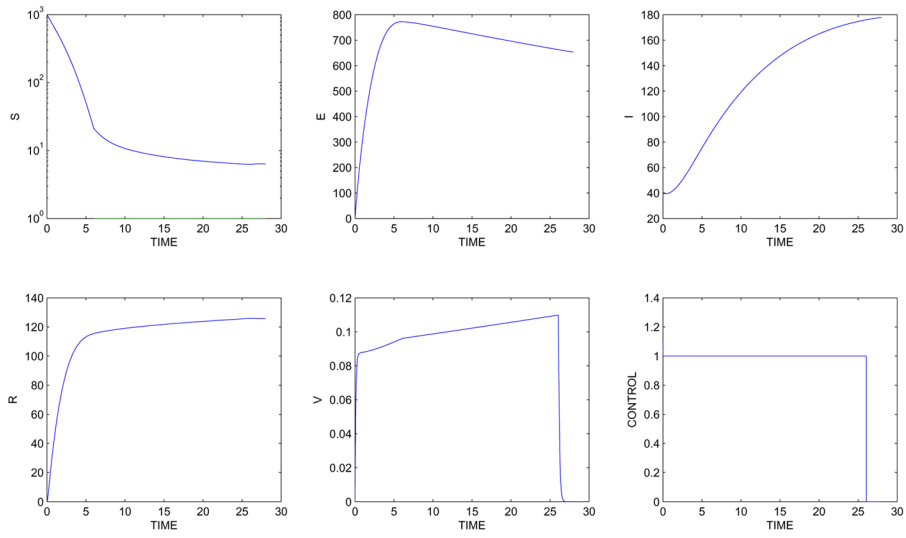 10^3
10^2
10^1
10^0
S
0 5 10 15 20 25 30
TIME
800
700
600
500
400
300
200
100
0
E
0 5 10 15 20 25 30
TIME
180
160
140
120
100
80
60
40
20
I
0 5 10 15 20 25 30
TIME
140
120
100
80
60
40
20
0
R
0 5 10 15 20 25 30
TIME
0.12
0.1
0.08
0.06
0.04
0.02
0
V
0 5 10 15 20 25 30
TIME
1.4
1.2
1
0.8
0.6
0.4
0.2
0
CONTROL
0 5 10 15 20 25 30
TIME